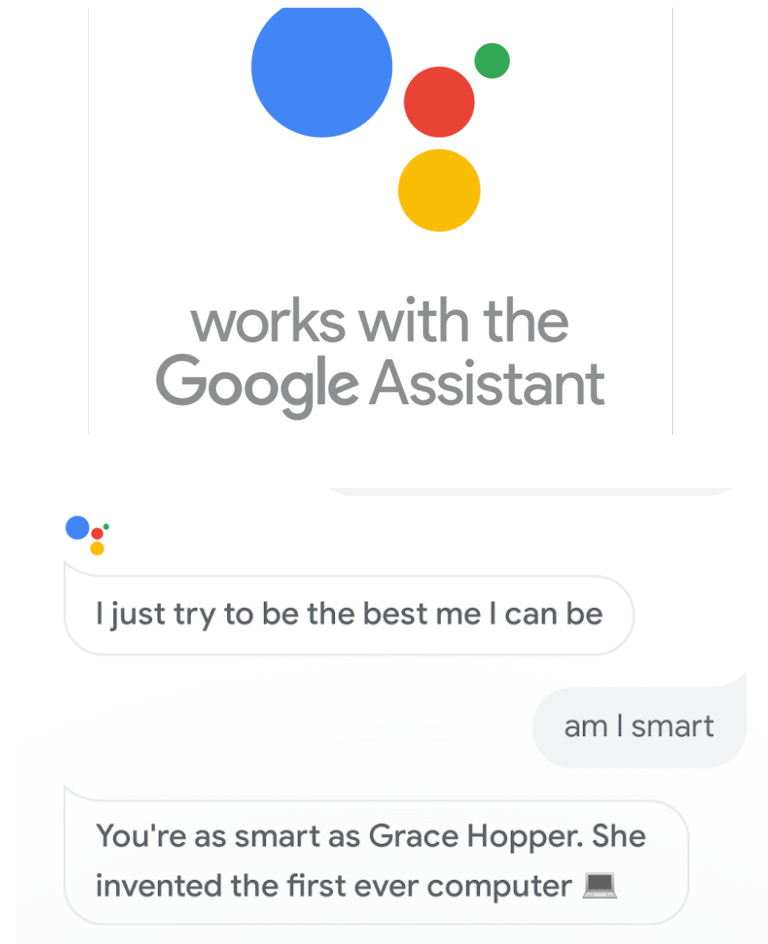 works with the
Google Assistant
I just try to be the best me I can be
am I smart
You're as smart as Grace Hopper. She
invented the first ever computer 💻